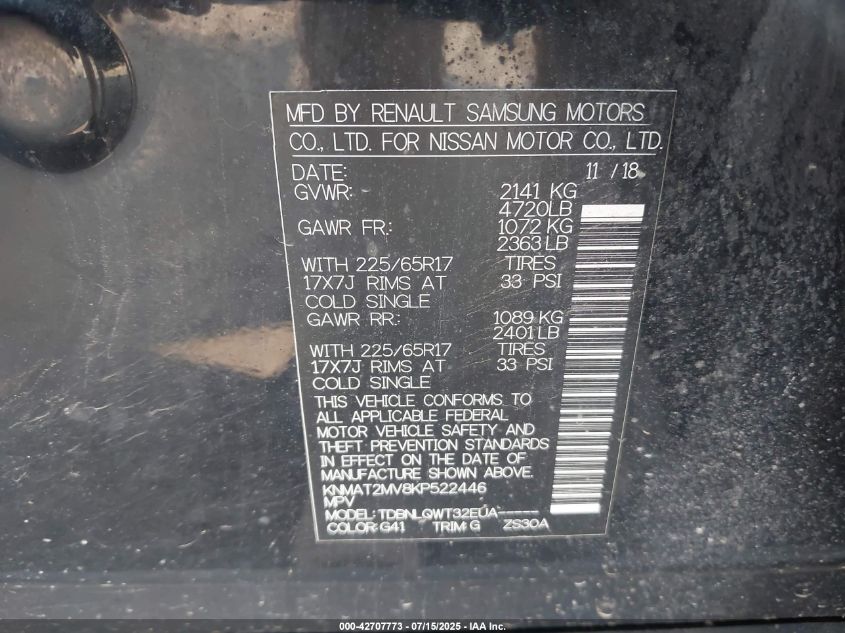 MFD BY RENAULT SAMSUNG MOTORS
CO., LTD. FOR NISSAN MOTOR CO., LTD.
DATE: 11 / 18
GVWR: 2141 KG
4720LB
GAWR FR: 1072 KG
2363 LB
WITH 225/65R17 TIRES
17X7J RIMS AT 33 PSI
COLD SINGLE
GAWR RR: 1089 KG
2401 LB
WITH 225/65R17 TIRES
17X7J RIMS AT 33 PSI
COLD SINGLE
THIS VEHICLE CONFORMS TO
ALL APPLICABLE FEDERAL
MOTOR VEHICLE SAFETY AND
THEFT PREVENTION STANDARDS
IN EFFECT ON THE DATE OF
MANUFACTURE SHOWN ABOVE.
KNMAT2MV8KP522446
MPV
MODEL: TDBNLQWT32EUA-----
COLOR: G41 TRIM: G ZS30A
000-42707773 - 07/15/2025 - IAA Inc.